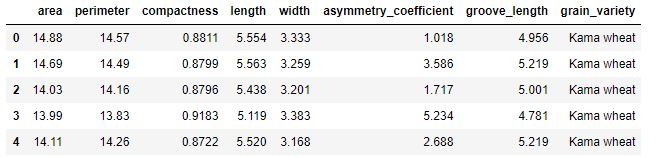 area perimeter compactness length width asymmetry_coefficient groove_length grain_variety
0 14.88 14.57 0.8811 5.554 3.333 1.018 4.956 Kama wheat
1 14.69 14.49 0.8799 5.563 3.259 3.586 5.219 Kama wheat
2 14.03 14.16 0.8796 5.438 3.201 1.717 5.001 Kama wheat
3 13.99 13.83 0.9183 5.119 3.383 5.234 4.781 Kama wheat
4 14.11 14.26 0.8722 5.520 3.168 2.688 5.219 Kama wheat